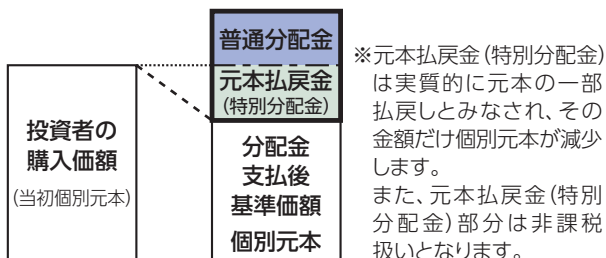 普通分配金
元本払戻金
(特別分配金)
投資者の
購入価額
(当初個別元本)
分配金
支払後
基準価額
個別元本
※元本払戻金(特別分配金)
は実質的に元本の一部
払戻しとみなされ、その
金額だけ個別元本が減少
します。
また、元本払戻金(特別
分配金)部分は非課税
扱いとなります。